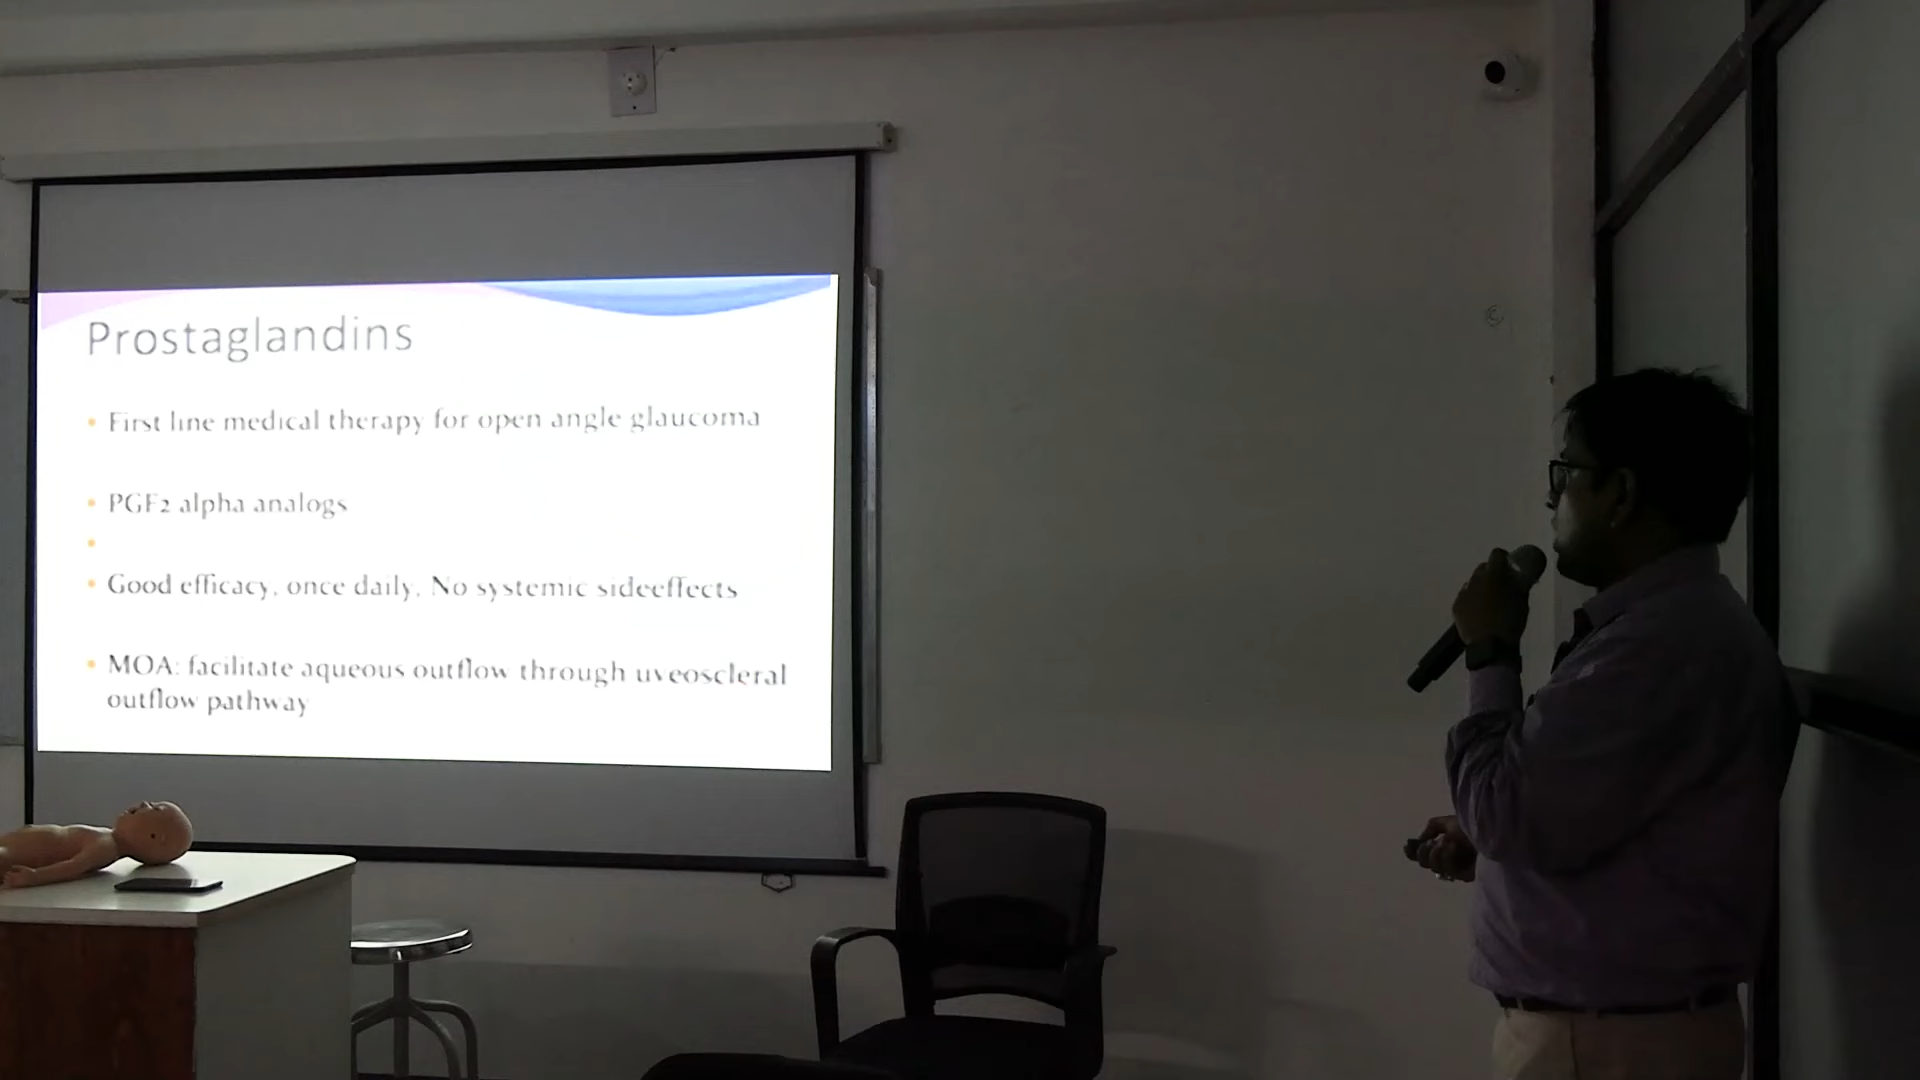 Prostaglandins
• First line medical therapy for open angle glaucoma
• PGF2 alpha analogs
•
• Good efficacy, once daily, No systemic sideeffects
• MOA: facilitate aqueous outflow through uveoscleral
outflow pathway